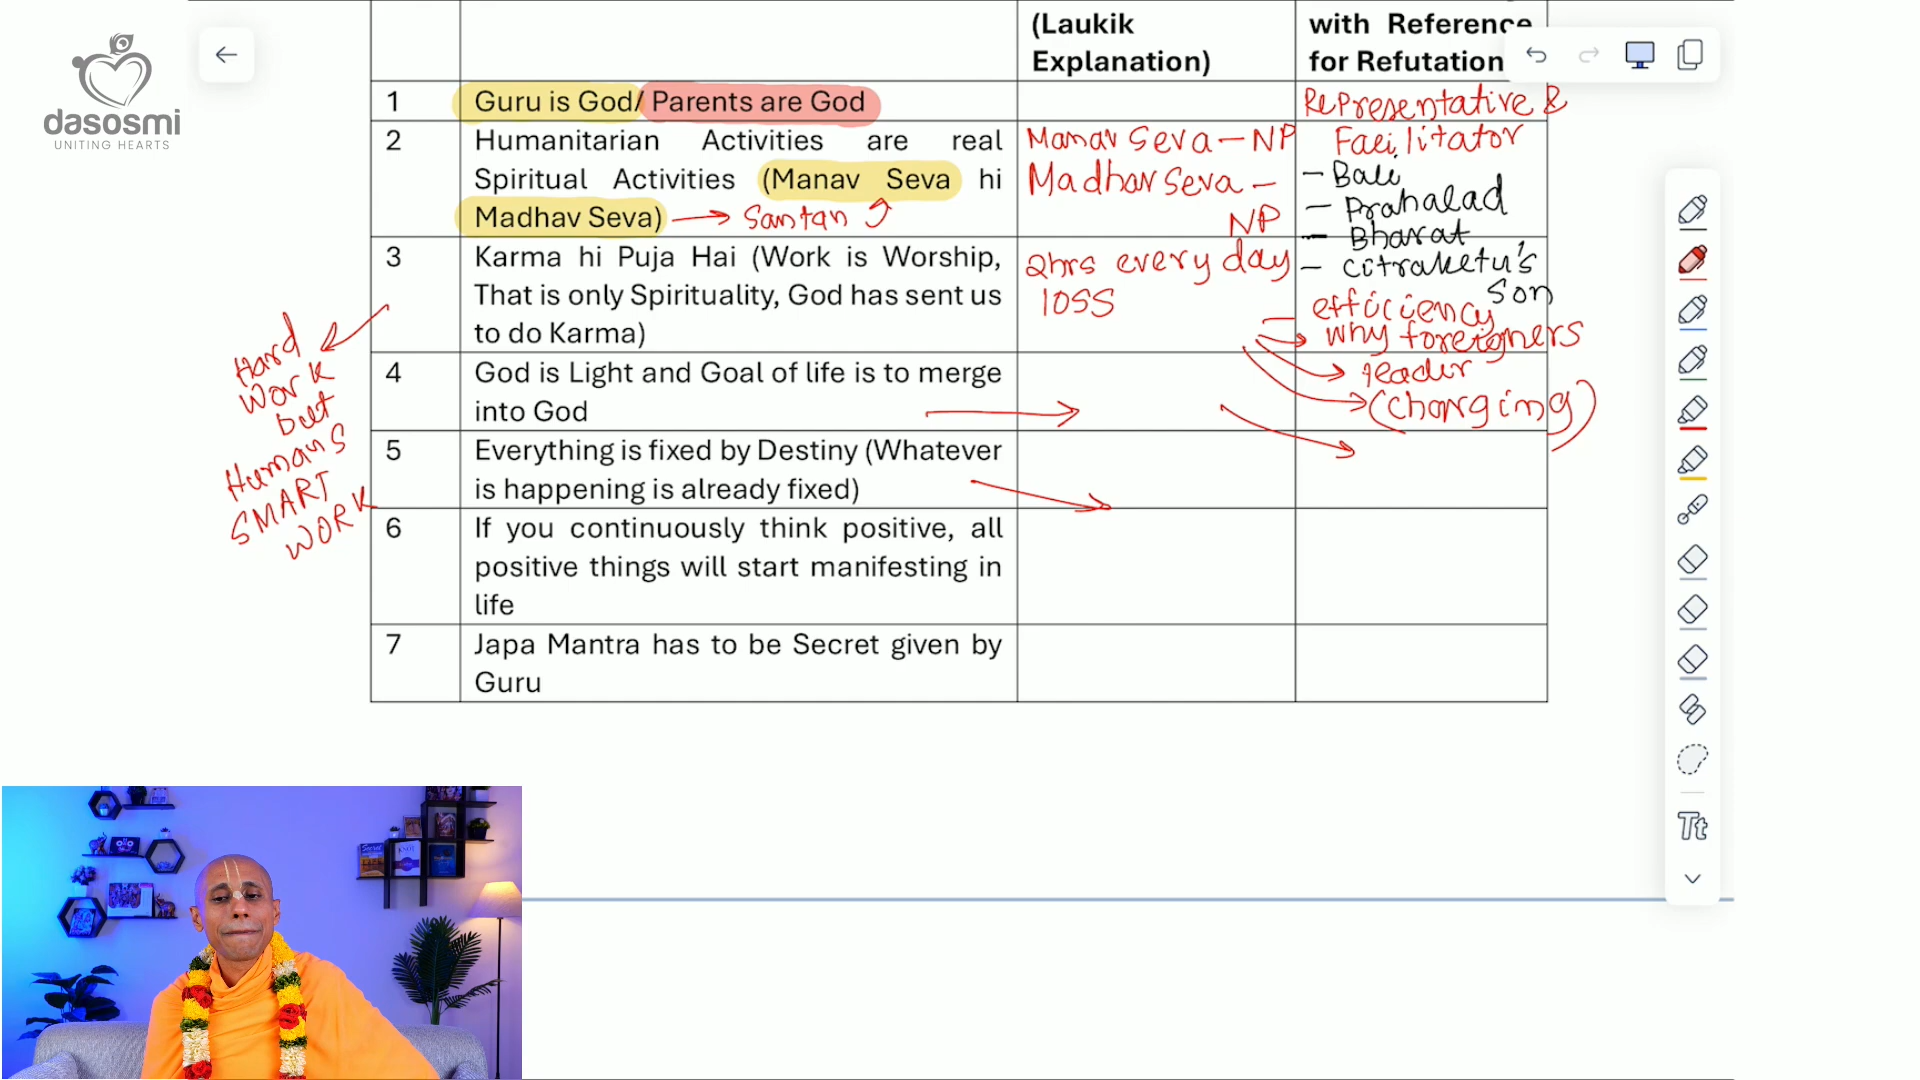 dasosmi
UNITING HEARTS
(Laukik
Explanation)
with Reference
for Refutation
1
Guru is God/ Parents are God
Representative &
Facilitator
2
Humanitarian Activities are real
Spiritual Activities (Manav Seva hi
Madhav Seva)
Santan
Manav Seva - NP
Madhav Seva -
NP
- Bali
- Prahalad
- Bharat
- Citraketu's
Son
3
Karma hi Puja Hai (Work is Worship,
That is only Spirituality, God has sent us
to do Karma)
2hrs every day
loss
efficiency
why foreigners
leader
(Changing)
Hard
Work
but
Humans
SMART
WORK
4
God is Light and Goal of life is to merge
into God
5
Everything is fixed by Destiny (Whatever
is happening is already fixed)
6
If you continuously think positive, all
positive things will start manifesting in
life
7
Japa Mantra has to be Secret given by
Guru
Tt